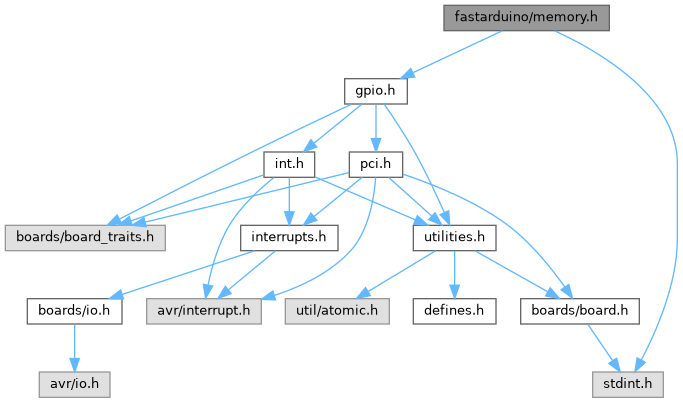 fastarduino/memory.h
gpio.h
int.h
pci.h
boards/board_traits.h
interrupts.h
utilities.h
boards/io.h
avr/interrupt.h
util/atomic.h
defines.h
boards/board.h
avr/io.h
stdint.h